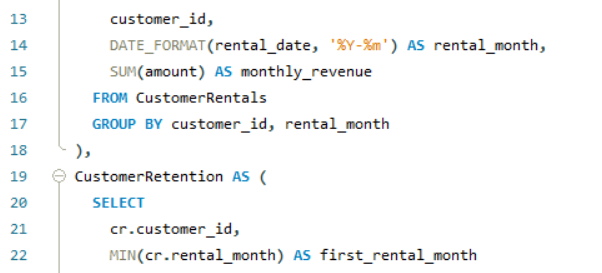 13 customer_id,
14 DATE_FORMAT(rental_date, '%Y-%m') AS rental_month,
15 SUM(amount) AS monthly_revenue
16 FROM CustomerRentals
17 GROUP BY customer_id, rental_month
18 ),
19 CustomerRetention AS (
20 SELECT
21 cr.customer_id,
22 MIN(cr.rental_month) AS first_rental_month